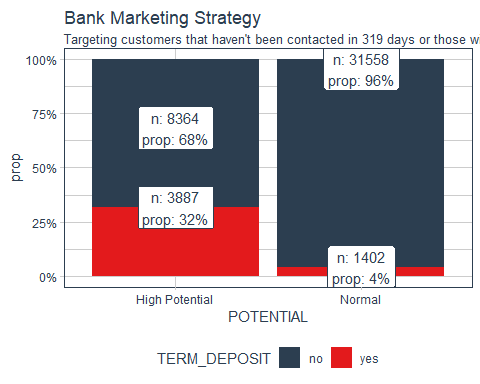 Bank Marketing Strategy
Targeting customers that haven't been contacted in 319 days or those
100%
75%
50%
25%
0%
prop
n: 8364
prop: 68%
n: 3887
prop: 32%
n: 31558
prop: 96%
n: 1402
prop: 4%
High Potential
Normal
POTENTIAL
TERM_DEPOSIT
no
yes